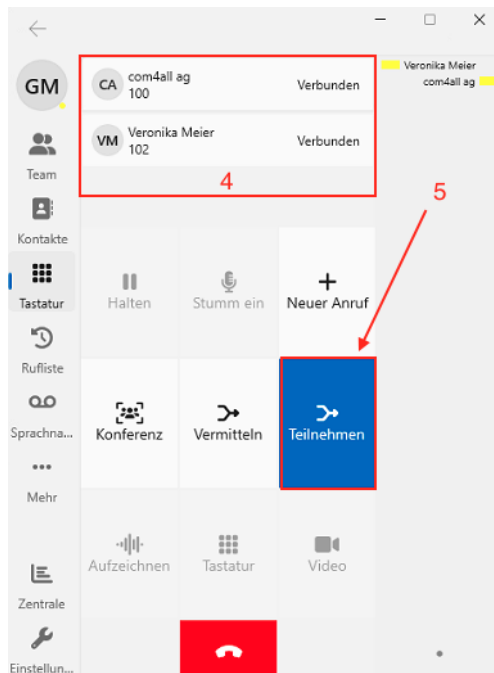 GM
Team
Kontakte
Tastatur
Rufliste
Sprachna...
Mehr
Zentrale
Einstellun...
CA com4all ag
100
Verbunden
VM Veronika Meier
102
Verbunden
4
5
Halten
Stumm ein
Neuer Anruf
Konferenz
Vermitteln
Teilnehmen
Aufzeichnen
Tastatur
Video
Veronika Meier
com4all ag